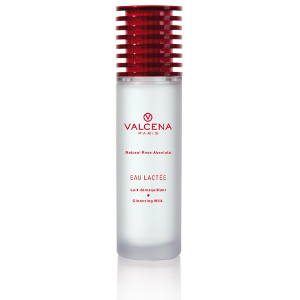 VALCENA
PARIS
Natural Rose Absolute
EAU LACTÉE
Lait démaquillant
Cleansing Milk